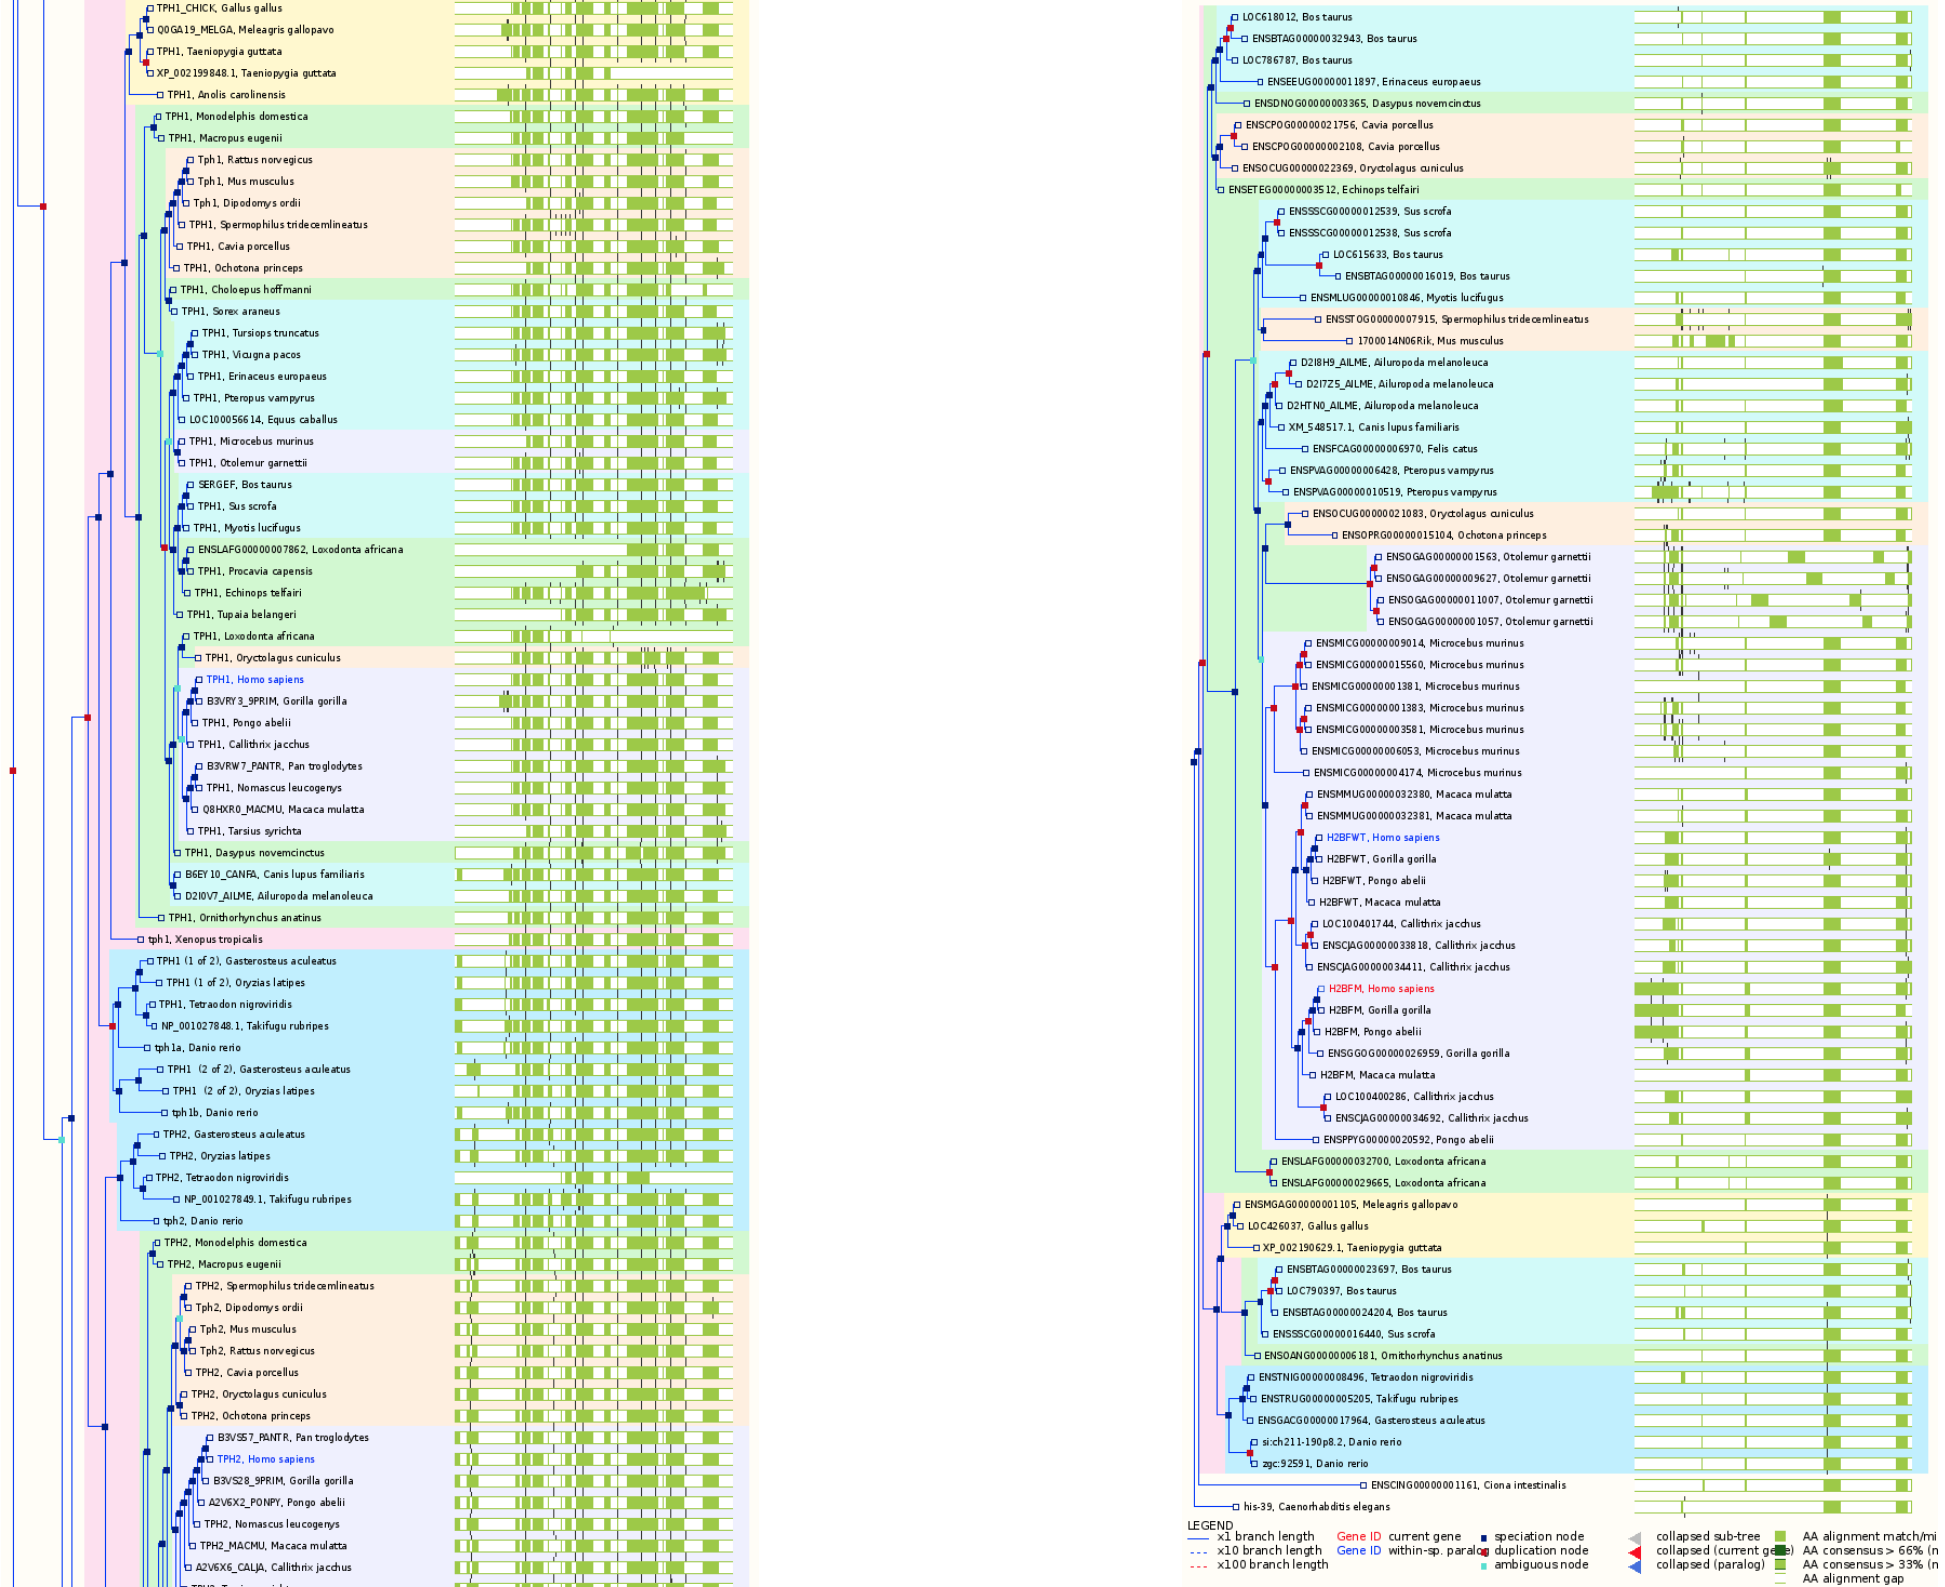 TPH1_CHICK, Gallus gallus
Q0GA19_MELGA, Meleagris gallopavo
TPH1, Taeniopygia guttata
XP_002199848.1, Taeniopygia guttata
TPH1, Anolis carolinensis
TPH1, Monodelphis domestica
TPH1, Macropus eugenii
Tph1, Rattus norvegicus
Tph1, Mus musculus
Tph1, Dipodomys ordii
TPH1, Spermophilus tridecemlineatus
TPH1, Cavia porcellus
TPH1, Ochotona princeps
TPH1, Choloepus hoffmanni
TPH1, Sorex araneus
TPH1, Tursiops truncatus
TPH1, Vicugna pacos
TPH1, Erinaceus europaeus
TPH1, Pteropus vampyrus
LOC100056614, Equus caballus
TPH1, Microcebus murinus
TPH1, Otolemur garnettii
SERGEF, Bos taurus
TPH1, Sus scrofa
TPH1, Myotis lucifugus
ENSLAFG00000007862, Loxodonta africana
TPH1, Procavia capensis
TPH1, Echinops telfairi
TPH1, Tupaia belangeri
TPH1, Loxodonta africana
TPH1, Oryctolagus cuniculus
TPH1, Homo sapiens
B3VRY3_9PRIM, Gorilla gorilla
TPH1, Pongo abelii
TPH1, Callithrix jacchus
B3VRW7_PANTR, Pan troglodytes
TPH1, Nomascus leucogenys
Q8HXR0_MACMU, Macaca mulatta
TPH1, Tarsius syrichta
TPH1, Dasypus novemcinctus
B6EY10_CANFA, Canis lupus familiaris
D2I0V7_AILME, Ailuropoda melanoleuca
TPH1, Ornithorhynchus anatinus
tph1, Xenopus tropicalis
TPH1 (1 of 2), Gasterosteus aculeatus
TPH1 (1 of 2), Oryzias latipes
TPH1, Tetraodon nigroviridis
NP_001027848.1, Takifugu rubripes
tph1a, Danio rerio
TPH1 (2 of 2), Gasterosteus aculeatus
TPH1 (2 of 2), Oryzias latipes
tph1b, Danio rerio
TPH2, Gasterosteus aculeatus
TPH2, Oryzias latipes
TPH2, Tetraodon nigroviridis
NP_001027849.1, Takifugu rubripes
tph2, Danio rerio
TPH2, Monodelphis domestica
TPH2, Macropus eugenii
TPH2, Spermophilus tridecemlineatus
Tph2, Dipodomys ordii
Tph2, Mus musculus
Tph2, Rattus norvegicus
TPH2, Cavia porcellus
TPH2, Oryctolagus cuniculus
TPH2, Ochotona princeps
B3VS57_PANTR, Pan troglodytes
TPH2, Homo sapiens
B3VS28_9PRIM, Gorilla gorilla
A2V6X2_PONPY, Pongo abelii
TPH2, Nomascus leucogenys
TPH2_MACMU, Macaca mulatta
A2V6X6_CALJA, Callithrix jacchus
LOC618012, Bos taurus
ENSBTAG00000032943, Bos taurus
LOC786787, Bos taurus
ENSEEUG00000011897, Erinaceus europaeus
ENSDNOG00000003365, Dasypus novemcinctus
ENSCPOG00000021756, Cavia porcellus
ENSCPOG00000002108, Cavia porcellus
ENSOCUG00000022369, Oryctolagus cuniculus
ENSETEG00000003512, Echinops telfairi
ENSSSCG00000012539, Sus scrofa
ENSSSCG00000012538, Sus scrofa
LOC615633, Bos taurus
ENSBTAG00000016019, Bos taurus
ENSMLUG00000010846, Myotis lucifugus
ENSSTOG00000007915, Spermophilus tridecemlineatus
1700014N06Rik, Mus musculus
D2I8H9_AILME, Ailuropoda melanoleuca
D2I7Z5_AILME, Ailuropoda melanoleuca
D2HTN0_AILME, Ailuropoda melanoleuca
XM_548517.1, Canis lupus familiaris
ENSFCAG00000006970, Felis catus
ENSPVAG00000006428, Pteropus vampyrus
ENSPVAG00000010519, Pteropus vampyrus
ENSOCUG00000021083, Oryctolagus cuniculus
ENSOPRG00000015104, Ochotona princeps
ENSOGAG00000001563, Otolemur garnettii
ENSOGAG00000009627, Otolemur garnettii
ENSOGAG00000011007, Otolemur garnettii
ENSOGAG00000001057, Otolemur garnettii
ENSMICG00000009014, Microcebus murinus
ENSMICG00000015560, Microcebus murinus
ENSMICG00000001381, Microcebus murinus
ENSMICG00000001383, Microcebus murinus
ENSMICG00000003581, Microcebus murinus
ENSMICG00000006053, Microcebus murinus
ENSMICG00000004174, Microcebus murinus
ENSMMUG00000032380, Macaca mulatta
ENSMMUG00000032381, Macaca mulatta
H2BFWT, Homo sapiens
H2BFWT, Gorilla gorilla
H2BFWT, Pongo abelii
H2BFWT, Macaca mulatta
LOC100401744, Callithrix jacchus
ENSCJAG00000033818, Callithrix jacchus
ENSCJAG00000034411, Callithrix jacchus
H2BFM, Homo sapiens
H2BFM, Gorilla gorilla
H2BFM, Pongo abelii
ENSGGOG00000026959, Gorilla gorilla
H2BFM, Macaca mulatta
LOC100400286, Callithrix jacchus
ENSCJAG00000034692, Callithrix jacchus
ENSPPYG00000020592, Pongo abelii
ENSLAFG00000032700, Loxodonta africana
ENSLAFG00000029665, Loxodonta africana
ENSMGAG00000001105, Meleagris gallopavo
LOC426037, Gallus gallus
XP_002190629.1, Taeniopygia guttata
ENSBTAG00000023697, Bos taurus
LOC790397, Bos taurus
ENSBTAG00000024204, Bos taurus
ENSSSCG00000016440, Sus scrofa
ENSOANG00000006181, Ornithorhynchus anatinus
ENSTNIG00000008496, Tetraodon nigroviridis
ENSTRUG00000005205, Takifugu rubripes
ENSGACG00000017964, Gasterosteus aculeatus
si:ch211-190p8.2, Danio rerio
zgc:92591, Danio rerio
ENSCING00000001161, Ciona intestinalis
his-39, Caenorhabditis elegans
LEGEND
x1 branch length Gene ID current gene speciation node collapsed sub-tree AA alignment match/mi
x10 branch length Gene ID within-sp. paralog duplication node collapsed (current gene) AA consensus > 66% (n
x100 branch length ambiguous node collapsed (paralog) AA consensus > 33% (n
AA alignment gap